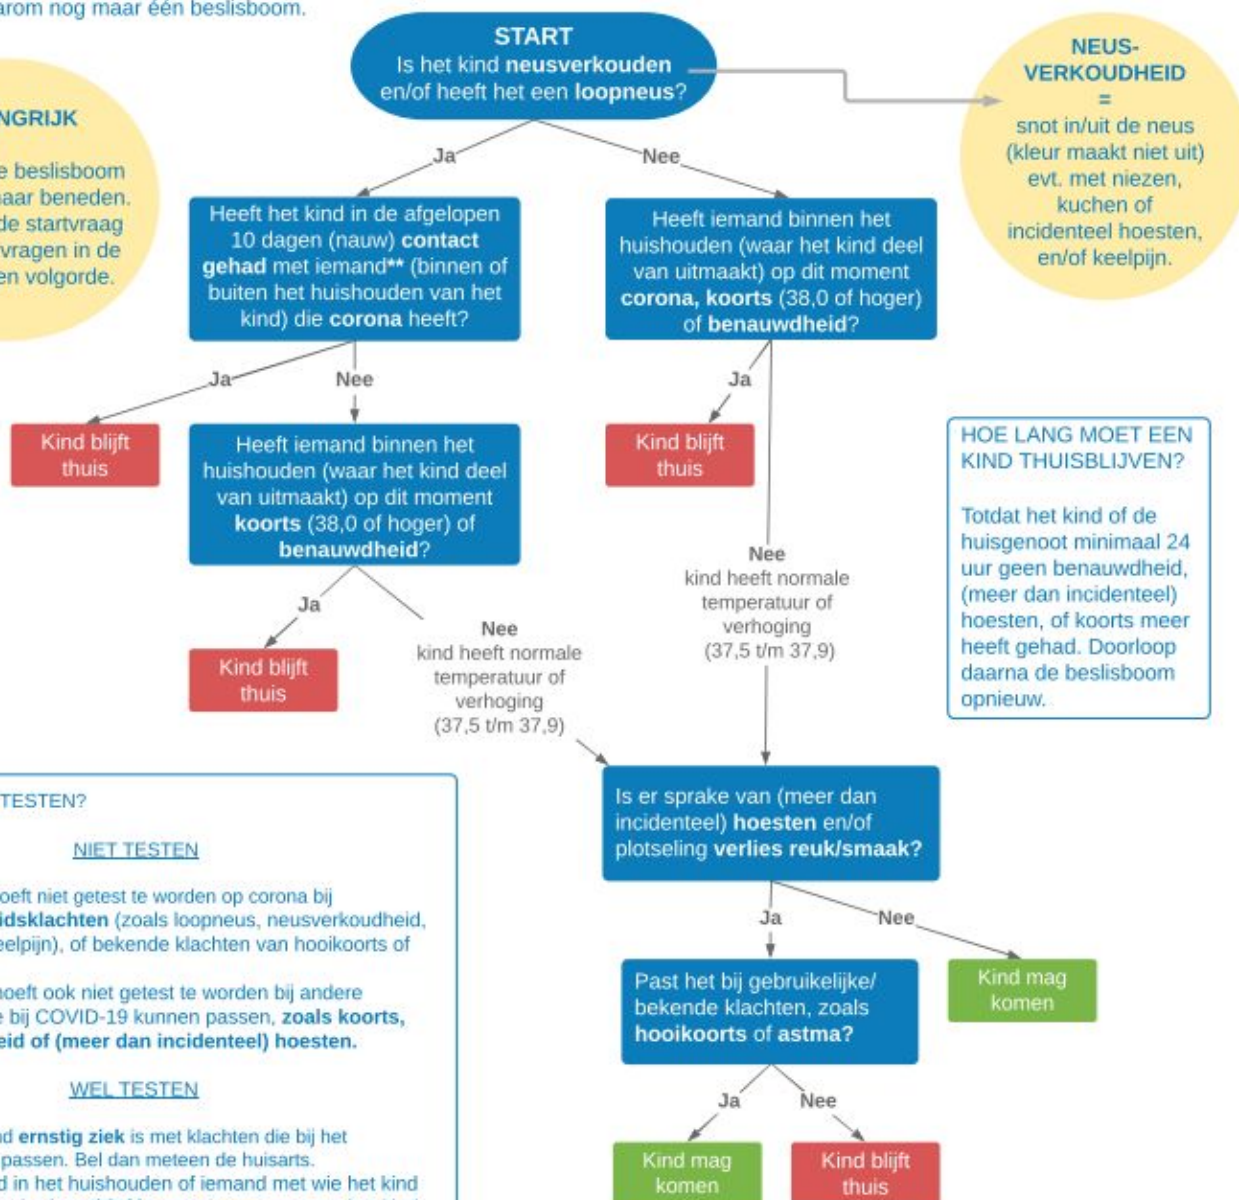 arom nog maar één beslisboom.
START
Is het kind neusverkouden
en/of heeft het een loopneus?
NEUS-
VERKOUDHEID
=
snot in/uit de neus
(kleur maakt niet uit)
evt. met niezen,
kuchen of
incidenteel hoesten,
en/of keelpijn.
NGRIJK
e beslisboom
naar beneden.
de startvraag
vragen in de
en volgorde.
Ja
Nee
Heeft het kind in de afgelopen
10 dagen (nauw) contact
gehad met iemand** (binnen of
buiten het huishouden van het
kind) die corona heeft?
Heeft iemand binnen het
huishouden (waar het kind deel
van uitmaakt) op dit moment
corona, koorts (38,0 of hoger)
of benauwdheid?
Ja
Nee
Ja
Kind blijft
thuis
Heeft iemand binnen het
huishouden (waar het kind deel
van uitmaakt) op dit moment
koorts (38,0 of hoger) of
benauwdheid?
Kind blijft
thuis
HOE LANG MOET EEN
KIND THUISBLIJVEN?
Totdat het kind of de
huisgenoot minimaal 24
uur geen benauwdheid,
(meer dan incidenteel)
hoesten, of koorts meer
heeft gehad. Doorloop
daarna de beslisboom
opnieuw.
Nee
kind heeft normale
temperatuur of
verhoging
(37,5 t/m 37,9)
Ja
Kind blijft
thuis
Nee
kind heeft normale
temperatuur of
verhoging
(37,5 t/m 37,9)
Is er sprake van (meer dan
incidenteel) hoesten en/of
plotseling verlies reuk/smaak?
Ja
Nee
Past het bij gebruikelijke/
bekende klachten, zoals
hooikoorts of astma?
Kind mag
komen
Ja
Nee
Kind mag
komen
Kind blijft
thuis
TESTEN?
NIET TESTEN
oeft niet getest te worden op corona bij
idsklachten (zoals loopneus, neusverkoudheid,
eelpijn), of bekende klachten van hooikoorts of
hoeft ook niet getest te worden bij andere
e bij COVID-19 kunnen passen, zoals koorts,
eid of (meer dan incidenteel) hoesten.
WEL TESTEN
nd ernstig ziek is met klachten die bij het
passen. Bel dan meteen de huisarts.
d in het huishouden of iemand met wie het kind